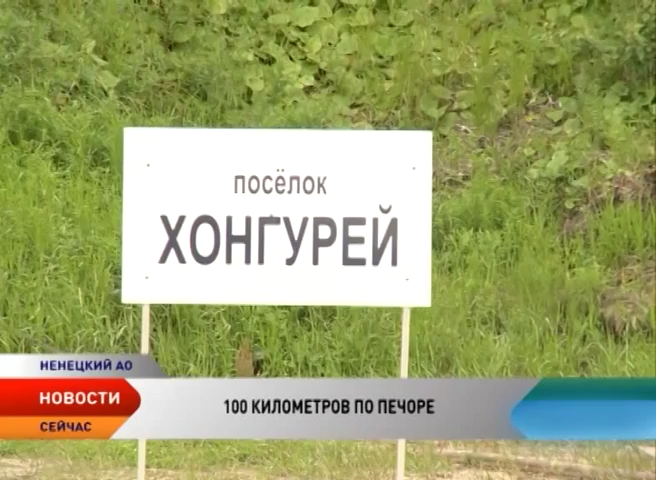 посёлок
ХОНГУРЕЙ
НЕНЕЦКИЙ АО
НОВОСТИ
100 КИЛОМЕТРОВ ПО ПЕЧОРЕ
СЕЙЧАС